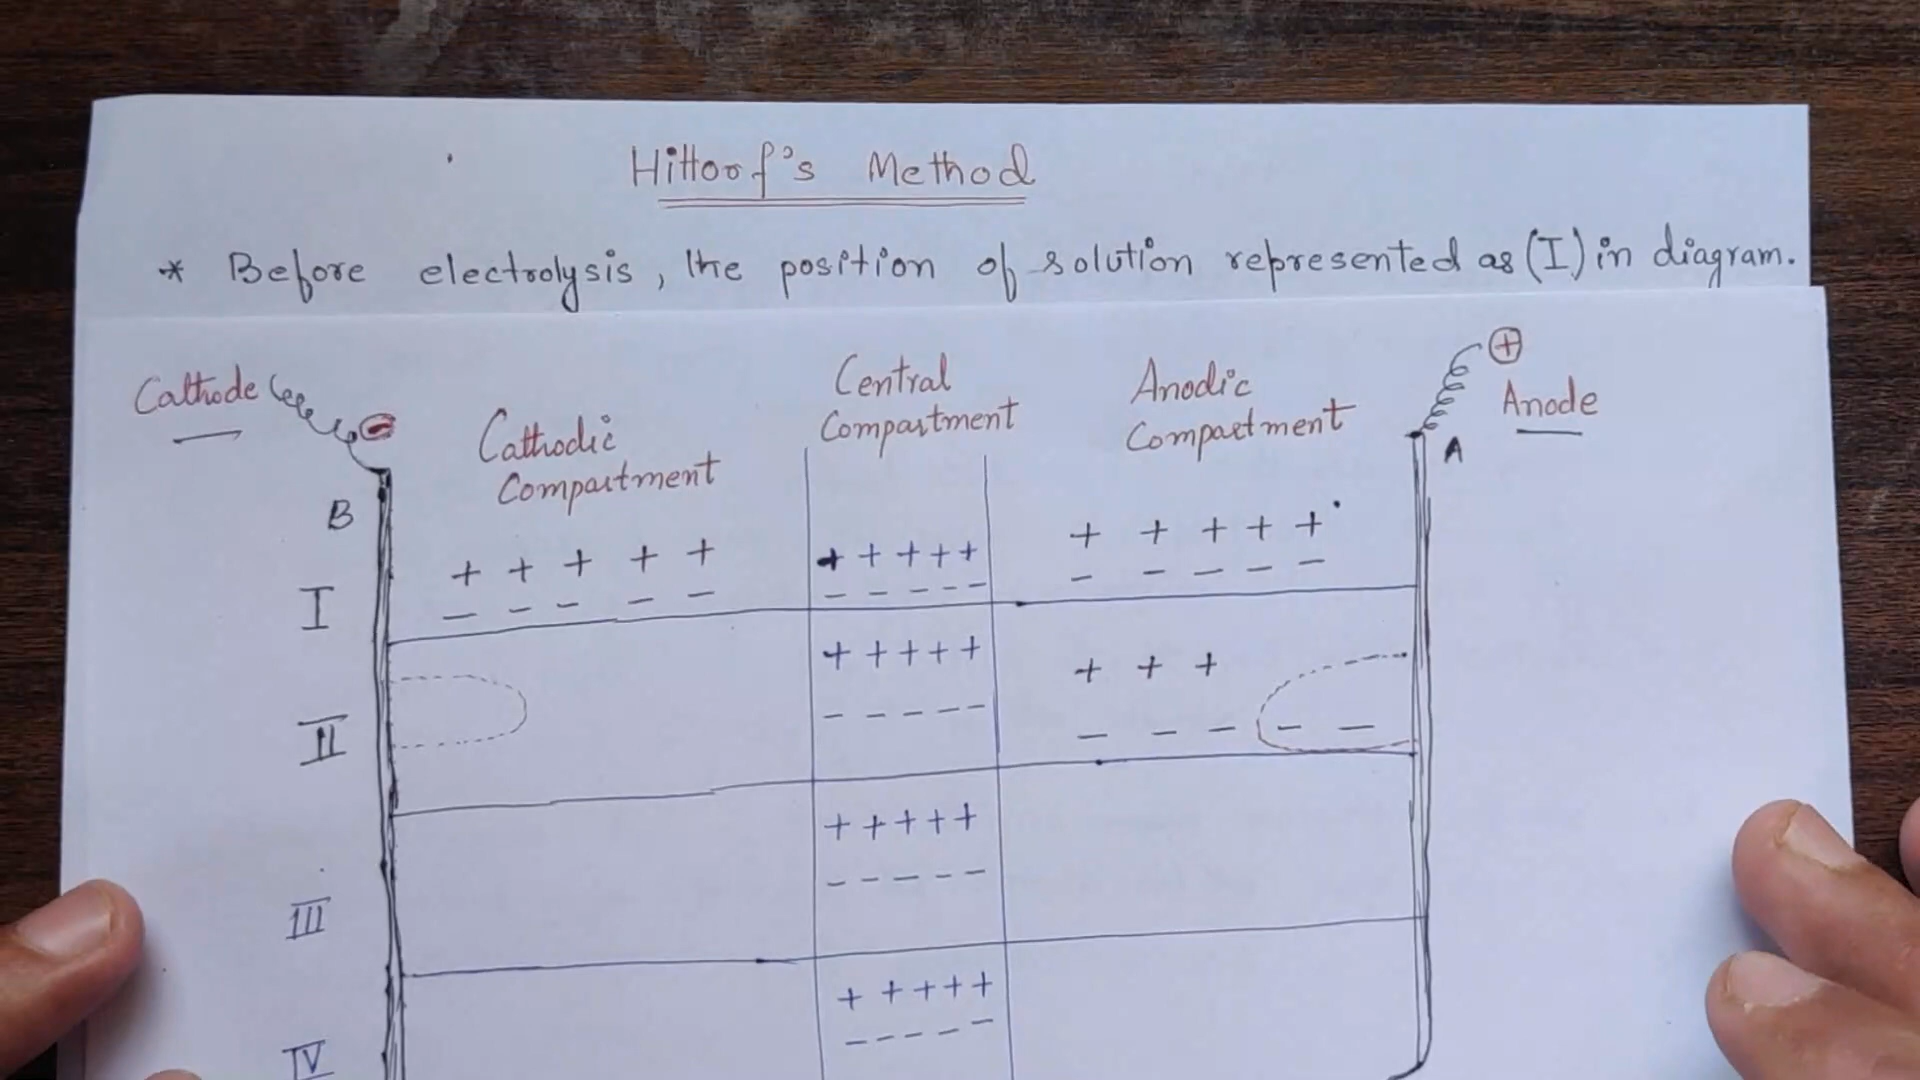 Hittorf's Method
* Before electrolysis, the position of solution represented as (I) in diagram.
Cathode
-
Cathodic
Compartment
Central
Compartment
Anodic
Compartment
+
Anode
B
A
I
+ + + + +
- - - - -
+ + + + +
- - - - -
+ + + + +
- - - - -
II
+ + + + +
- - - - -
+ + +
- - - - -
III
+ + + + +
- - - - -
IV
+ + + + +
- - - - -